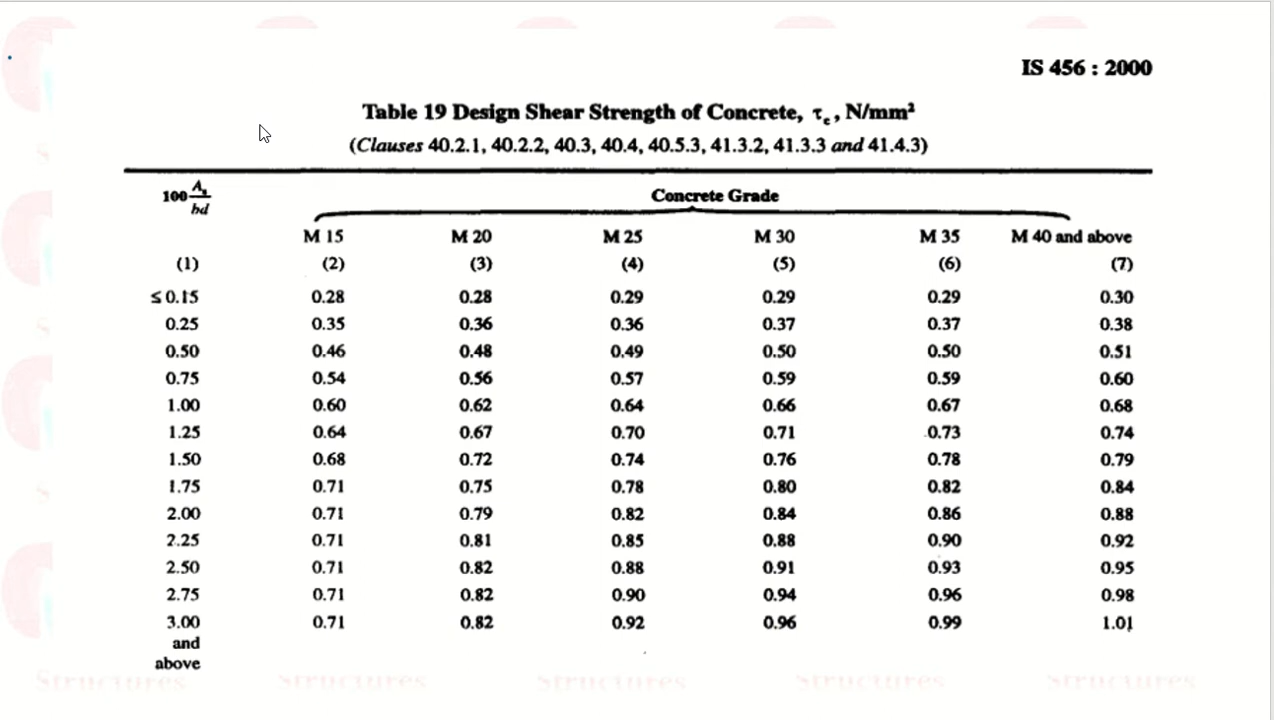 IS 456 : 2000
Table 19 Design Shear Strength of Concrete, τc , N/mm²
(Clauses 40.2.1, 40.2.2, 40.3, 40.4, 40.5.3, 41.3.2, 41.3.3 and 41.4.3)
100 As/bd Concrete Grade
M 15 M 20 M 25 M 30 M 35 M 40 and above
(1) (2) (3) (4) (5) (6) (7)
≤ 0.15 0.28 0.28 0.29 0.29 0.29 0.30
0.25 0.35 0.36 0.36 0.37 0.37 0.38
0.50 0.46 0.48 0.49 0.50 0.50 0.51
0.75 0.54 0.56 0.57 0.59 0.59 0.60
1.00 0.60 0.62 0.64 0.66 0.67 0.68
1.25 0.64 0.67 0.70 0.71 0.73 0.74
1.50 0.68 0.72 0.74 0.76 0.78 0.79
1.75 0.71 0.75 0.78 0.80 0.82 0.84
2.00 0.71 0.79 0.82 0.84 0.86 0.88
2.25 0.71 0.81 0.85 0.88 0.90 0.92
2.50 0.71 0.82 0.88 0.91 0.93 0.95
2.75 0.71 0.82 0.90 0.94 0.96 0.98
3.00 0.71 0.82 0.92 0.96 0.99 1.01
and
above
Structures Structures Structures Structures Structures